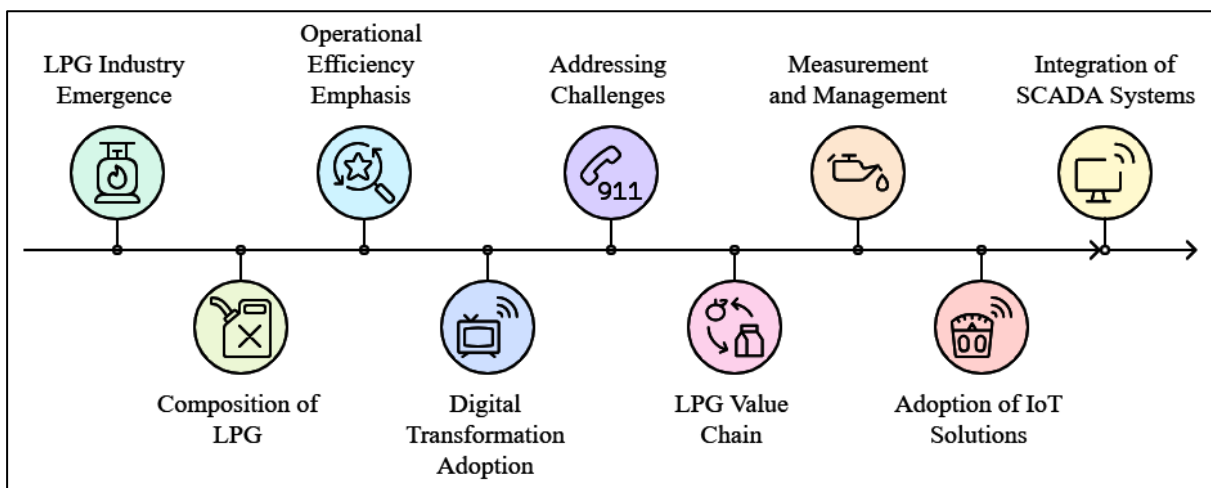 LPG Industry
Emergence
Operational
Efficiency
Emphasis
Addressing
Challenges
911
Measurement
and Management
Integration of
SCADA Systems
Composition of
LPG
Digital
Transformation
Adoption
LPG Value
Chain
Adoption of IoT
Solutions